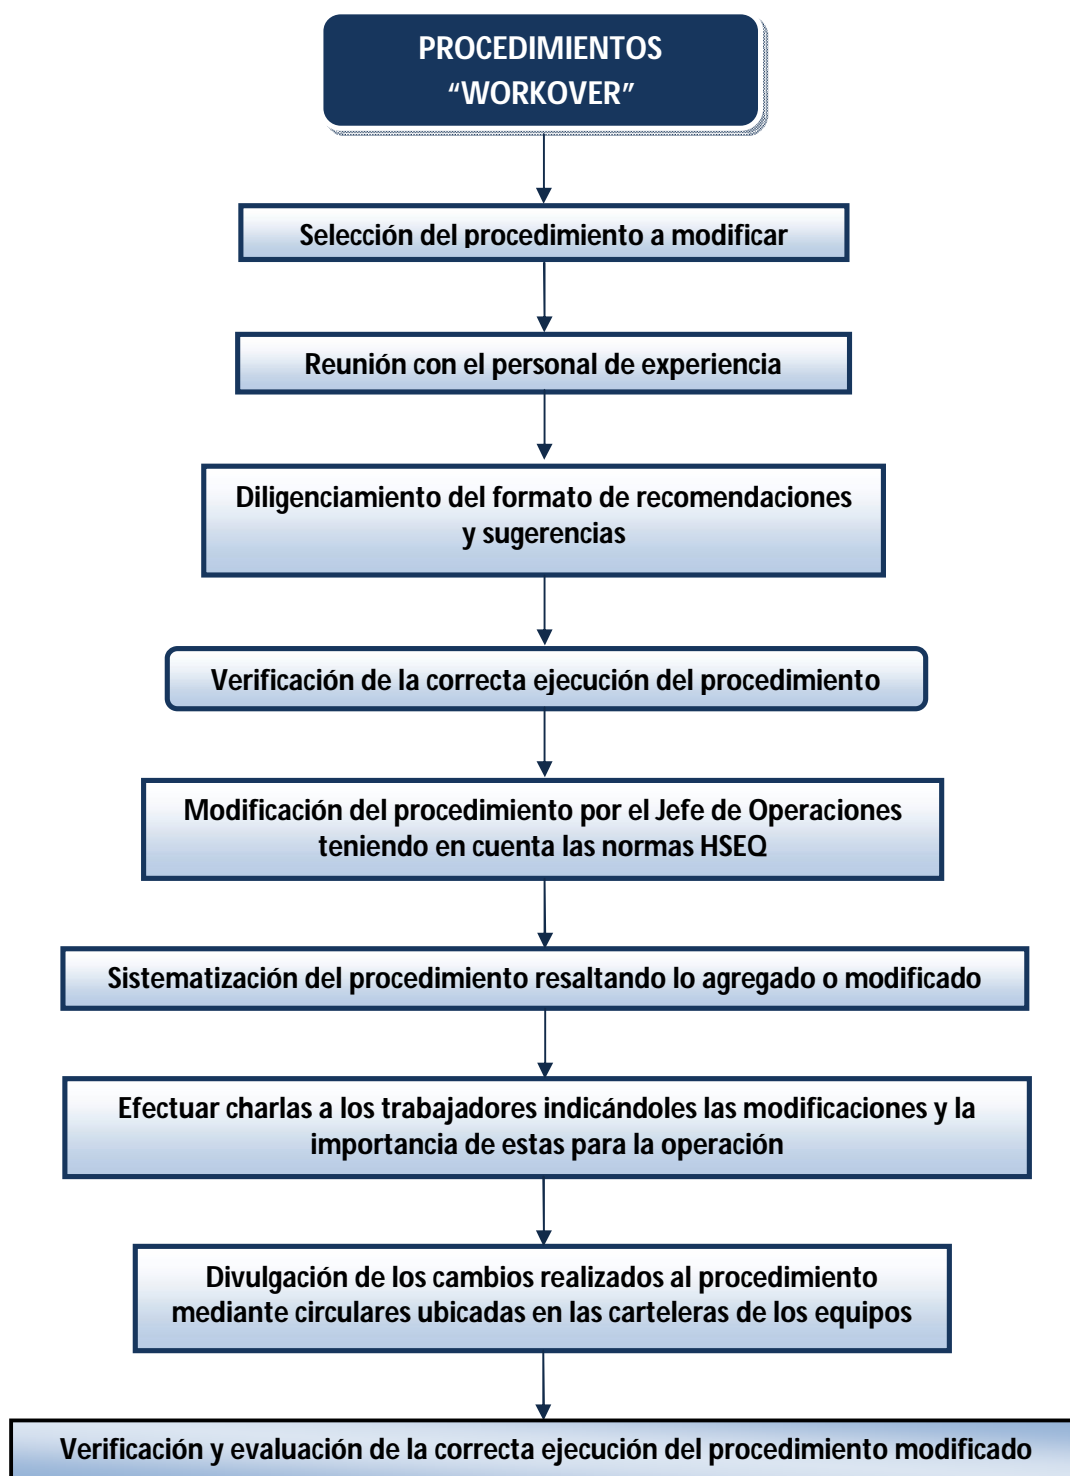 PROCEDIMIENTOS
“WORKOVER”
Selección del procedimiento a modificar
Reunión con el personal de experiencia
Diligenciamiento del formato de recomendaciones
y sugerencias
Verificación de la correcta ejecución del procedimiento
Modificación del procedimiento por el Jefe de Operaciones
teniendo en cuenta las normas HSEQ
Sistematización del procedimiento resaltando lo agregado o modificado
Efectuar charlas a los trabajadores indicándoles las modificaciones y la
importancia de estas para la operación
Divulgación de los cambios realizados al procedimiento
mediante circulares ubicadas en las carteleras de los equipos
Verificación y evaluación de la correcta ejecución del procedimiento modificado